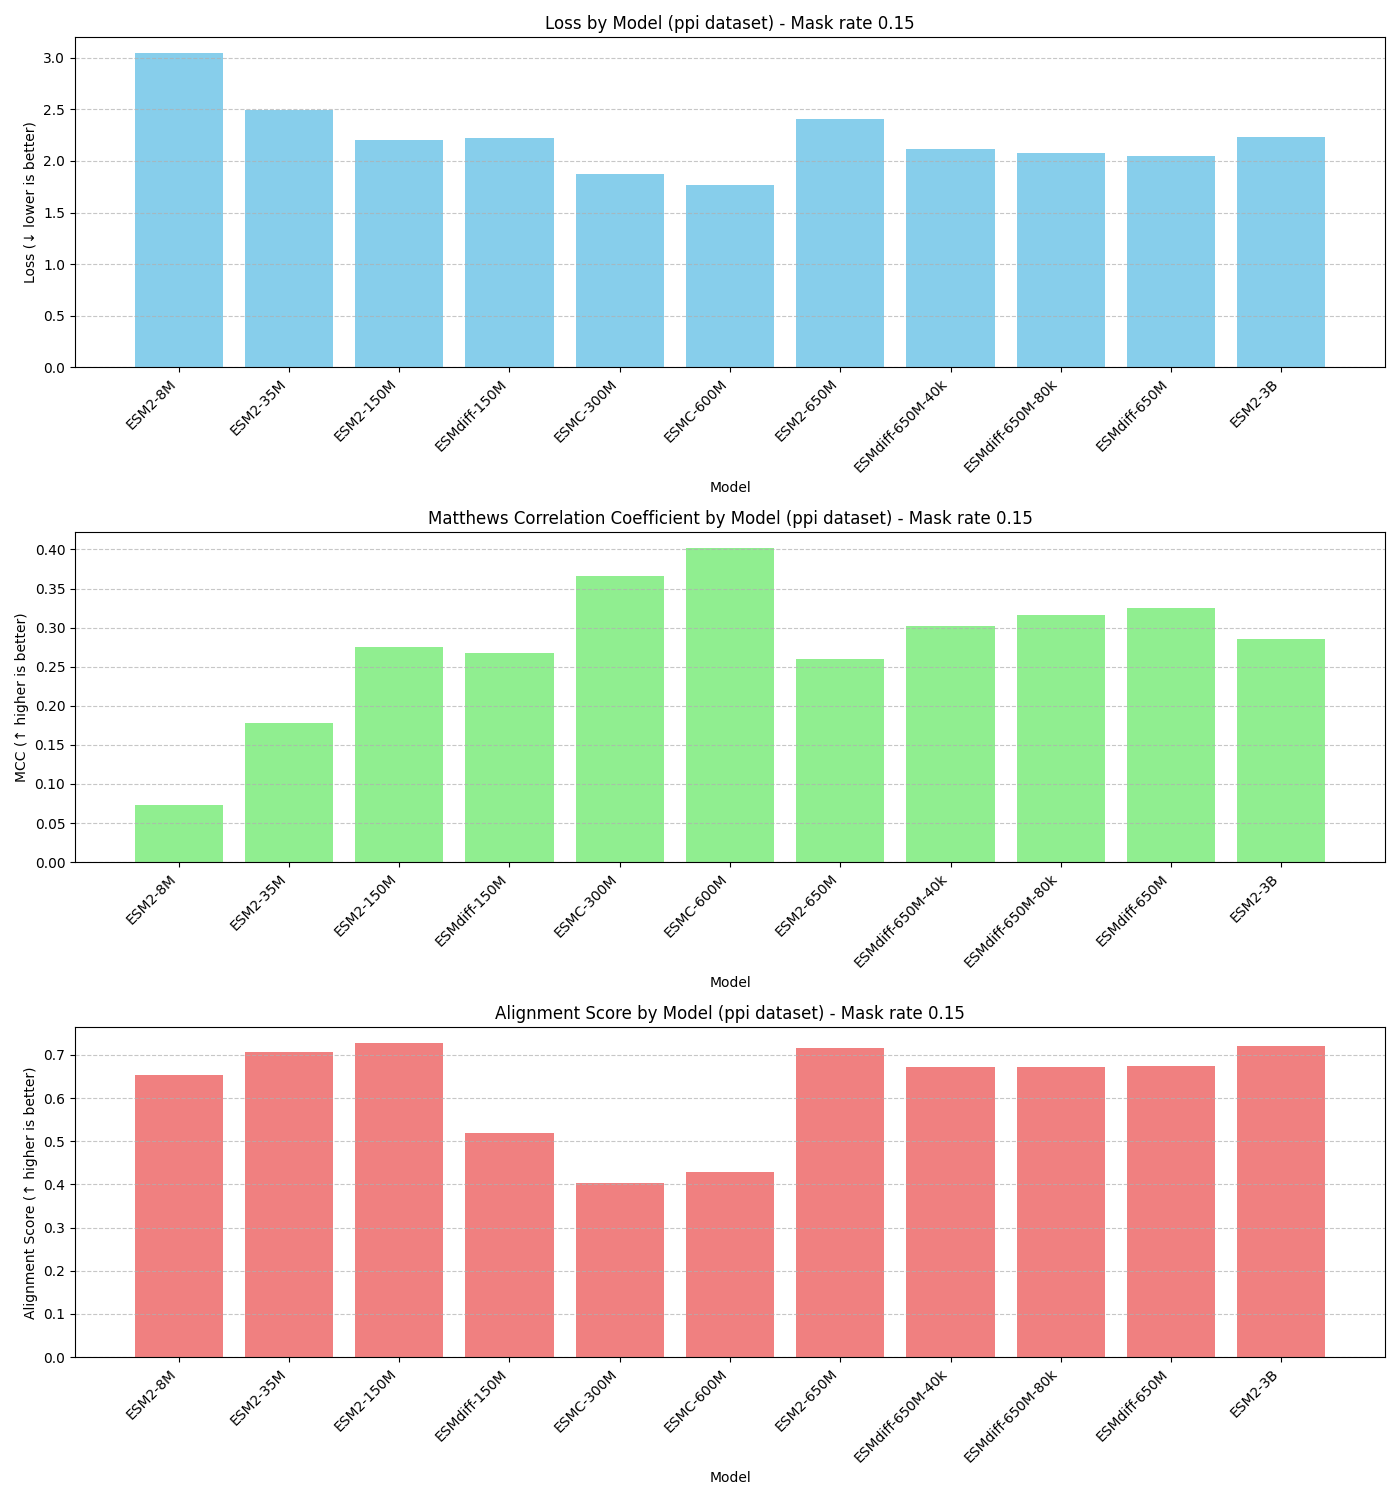 Loss by Model (ppi dataset) - Mask rate 0.15
Loss (↓ lower is better)
3.0
2.5
2.0
1.5
1.0
0.5
0.0
ESM2-8M
ESM2-35M
ESM2-150M
ESMdiff-150M
ESMC-300M
ESMC-600M
ESM2-650M
ESMdiff-650M-40k
ESMdiff-650M-80k
ESMdiff-650M
ESM2-3B
Model
Matthews Correlation Coefficient by Model (ppi dataset) - Mask rate 0.15
MCC (↑ higher is better)
0.40
0.35
0.30
0.25
0.20
0.15
0.10
0.05
0.00
ESM2-8M
ESM2-35M
ESM2-150M
ESMdiff-150M
ESMC-300M
ESMC-600M
ESM2-650M
ESMdiff-650M-40k
ESMdiff-650M-80k
ESMdiff-650M
ESM2-3B
Model
Alignment Score by Model (ppi dataset) - Mask rate 0.15
Alignment Score (↑ higher is better)
0.7
0.6
0.5
0.4
0.3
0.2
0.1
0.0
ESM2-8M
ESM2-35M
ESM2-150M
ESMdiff-150M
ESMC-300M
ESMC-600M
ESM2-650M
ESMdiff-650M-40k
ESMdiff-650M-80k
ESMdiff-650M
ESM2-3B
Model